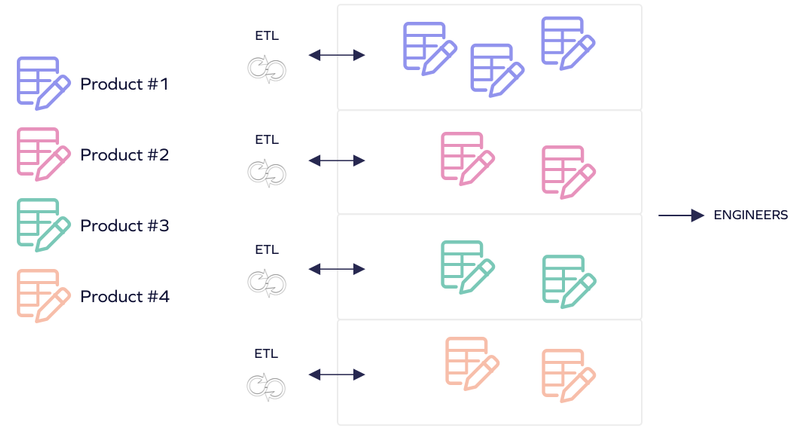 ETL
Product #1
ETL
Product #2
ENGINEERS
Product #3
ETL
Product #4
ETL